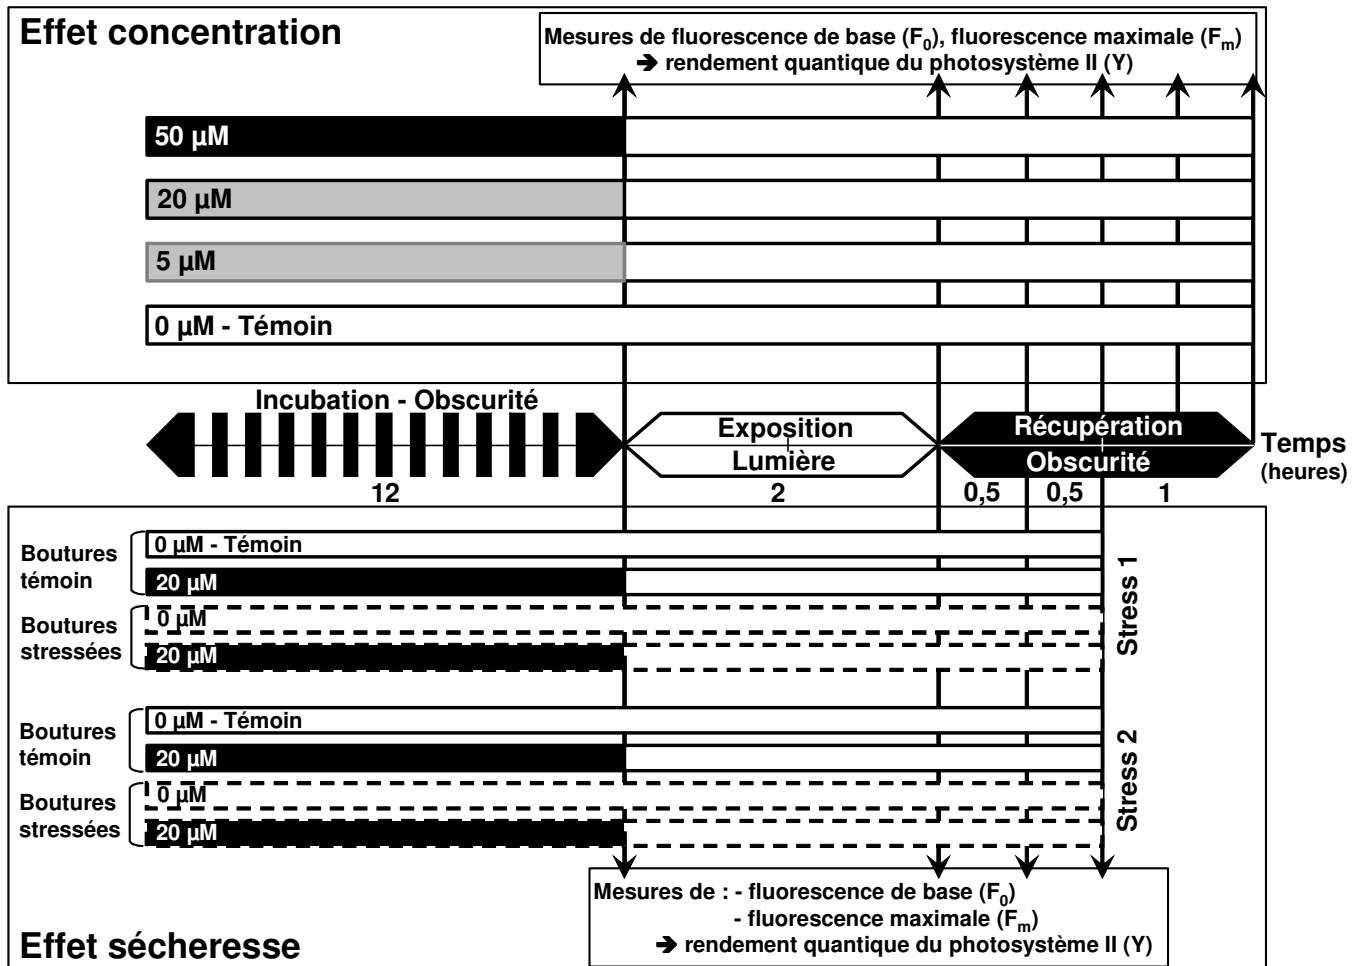 Effet concentration
Mesures de fluorescence de base (F0), fluorescence maximale (Fm)
➔ rendement quantique du photosystème II (Y)
50 µM
20 µM
5 µM
0 µM - Témoin
Incubation - Obscurité
Exposition
Lumière
Récupération
Obscurité
Temps
(heures)
12
2
0,5
0,5
1
Boutures
témoin
0 µM - Témoin
20 µM
Boutures
stressées
0 µM
20 µM
Stress 1
Boutures
témoin
0 µM - Témoin
20 µM
Boutures
stressées
0 µM
20 µM
Stress 2
Mesures de : - fluorescence de base (F0)
- fluorescence maximale (Fm)
➔ rendement quantique du photosystème II (Y)
Effet sécheresse